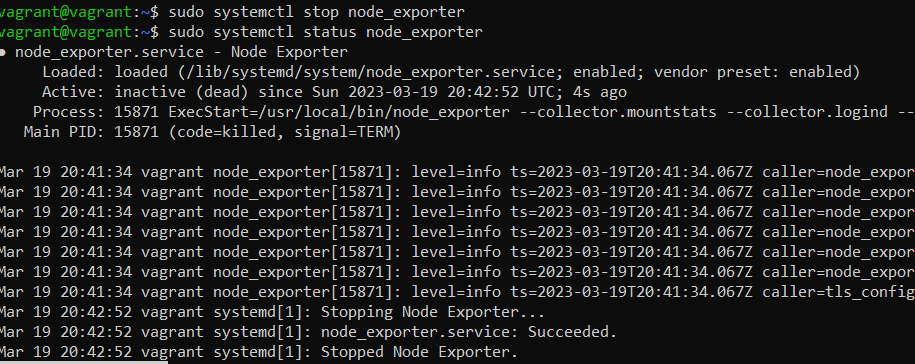 vagrant@vagrant:~$ sudo systemctl stop node_exporter
vagrant@vagrant:~$ sudo systemctl status node_exporter
● node_exporter.service - Node Exporter
     Loaded: loaded (/lib/systemd/system/node_exporter.service; enabled; vendor preset: enabled)
     Active: inactive (dead) since Sun 2023-03-19 20:42:52 UTC; 4s ago
    Process: 15871 ExecStart=/usr/local/bin/node_exporter --collector.mountstats --collector.logind --
   Main PID: 15871 (code=killed, signal=TERM)

Mar 19 20:41:34 vagrant node_exporter[15871]: level=info ts=2023-03-19T20:41:34.067Z caller=node_expor
Mar 19 20:41:34 vagrant node_exporter[15871]: level=info ts=2023-03-19T20:41:34.067Z caller=node_expor
Mar 19 20:41:34 vagrant node_exporter[15871]: level=info ts=2023-03-19T20:41:34.067Z caller=node_expor
Mar 19 20:41:34 vagrant node_exporter[15871]: level=info ts=2023-03-19T20:41:34.067Z caller=node_expor
Mar 19 20:41:34 vagrant node_exporter[15871]: level=info ts=2023-03-19T20:41:34.067Z caller=node_expor
Mar 19 20:41:34 vagrant node_exporter[15871]: level=info ts=2023-03-19T20:41:34.067Z caller=node_expor
Mar 19 20:41:34 vagrant node_exporter[15871]: level=info ts=2023-03-19T20:41:34.067Z caller=tls_config
Mar 19 20:42:52 vagrant systemd[1]: Stopping Node Exporter...
Mar 19 20:42:52 vagrant systemd[1]: node_exporter.service: Succeeded.
Mar 19 20:42:52 vagrant systemd[1]: Stopped Node Exporter.